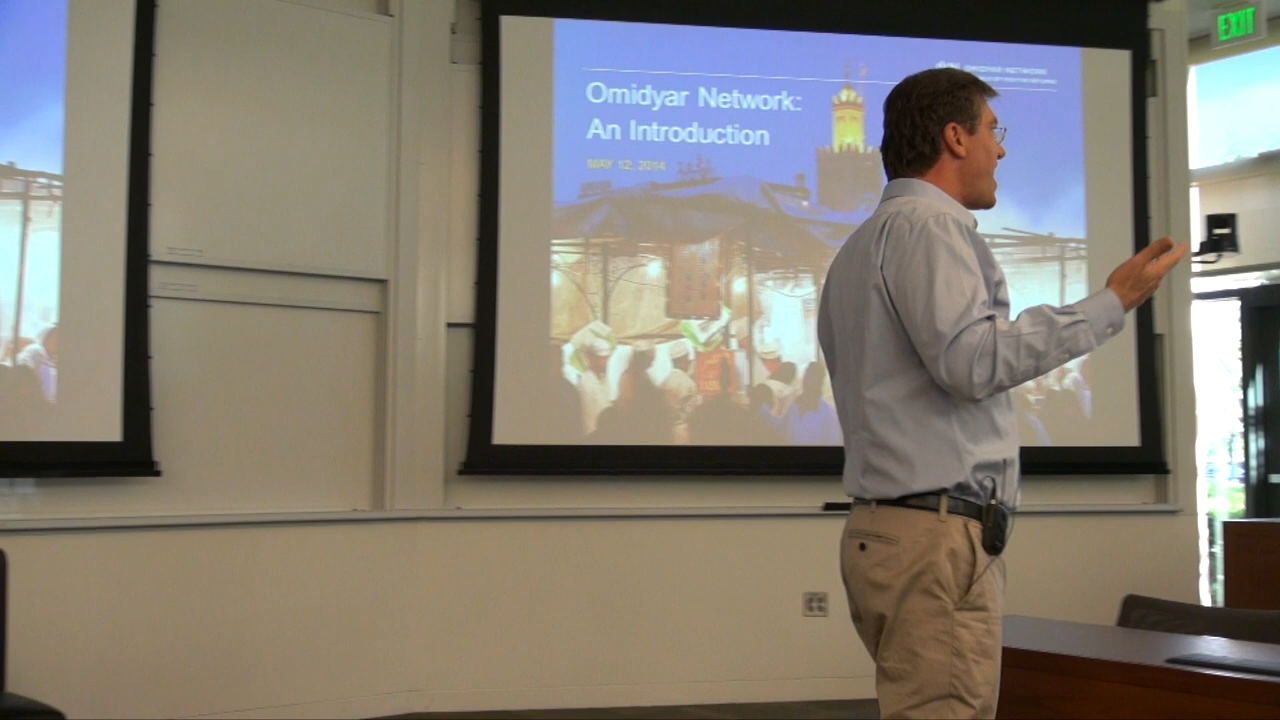 Omidyar Network:
An Introduction
MAY 12, 2014
OMIDYAR NETWORK
EXIT